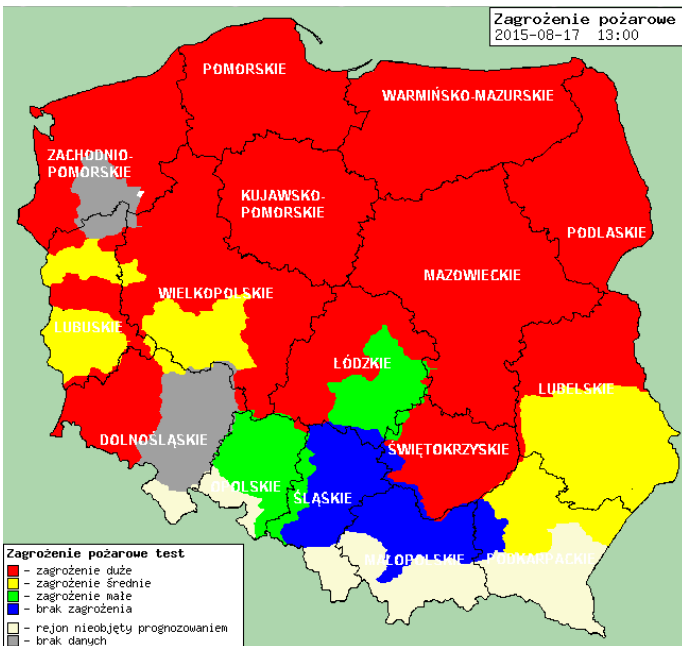 Zagrożenie pożarowe
2015-08-17 13:00
POMORSKIE
WARMIŃSKO-MAZURSKIE
ZACHODNIO-
POMORSKIE
KUJAWSKO-
POMORSKIE
PODLASKIE
MAZOWIECKIE
WIELKOPOLSKIE
LUBUSKIE
ŁÓDZKIE
LUBELSKIE
DOLNOŚLĄSKIE
ŚWIĘTOKRZYSKIE
OPOLSKIE
ŚLĄSKIE
MAŁOPOLSKIE
PODKARPACKIE
Zagrożenie pożarowe test
- zagrożenie duże
- zagrożenie średnie
- zagrożenie małe
- brak zagrożenia
- rejon nieobjęty prognozowaniem
- brak danych